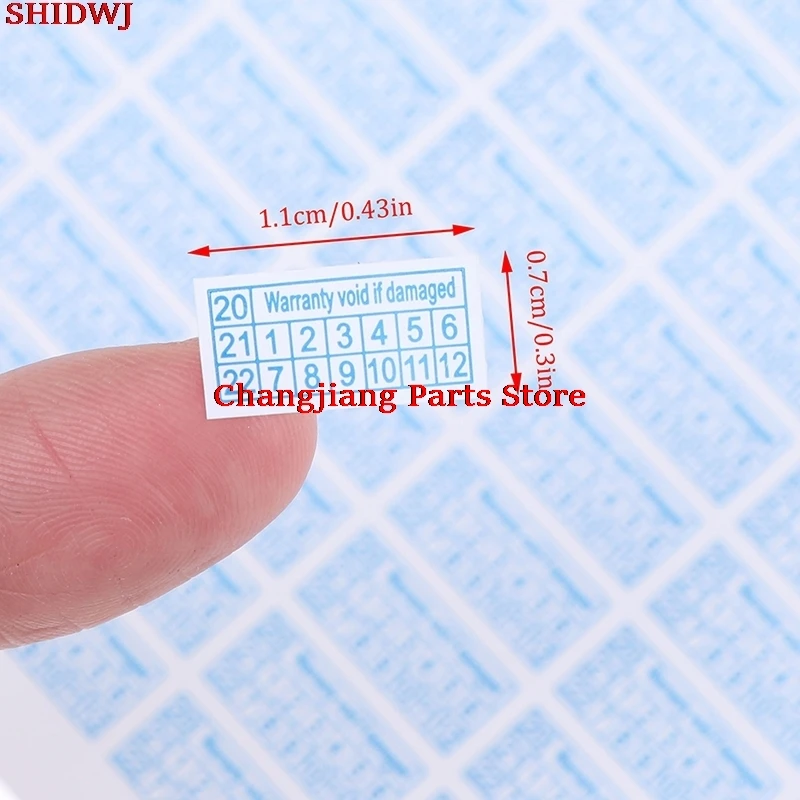 SHIDWJ
1.1cm/0.43in
0.7cm/0.3in
20 Warranty void if damaged
21 1 2 3 4 5 6
22 7 8 9 10 11 12
Changjiang Parts Store